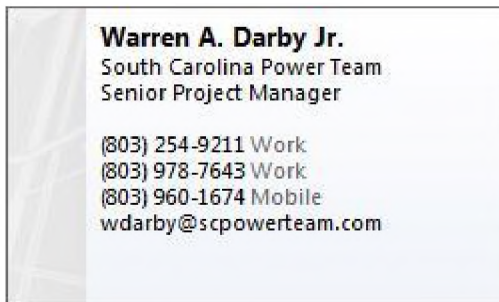 Warren A. Darby Jr.
South Carolina Power Team
Senior Project Manager
(803) 254-9211 Work
(803) 978-7643 Work
(803) 960-1674 Mobile
wdarby@scpowerteam.com